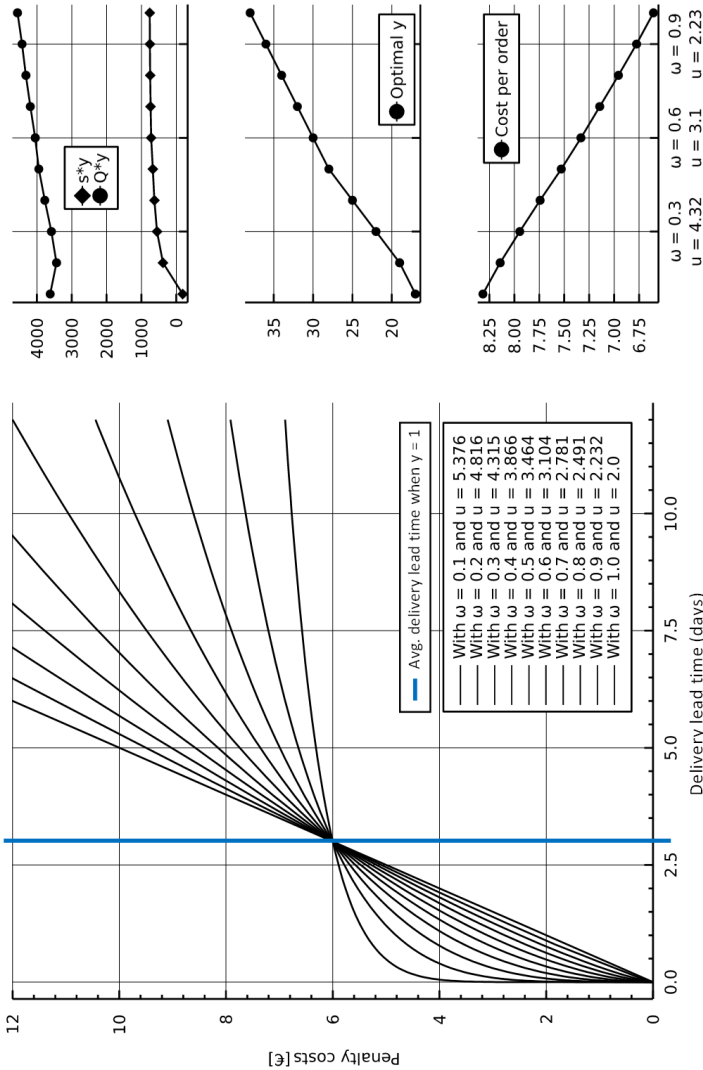 12
10
8
6
4
2
0
Penalty costs[€]
0.0
2.5
5.0
7.5
10.0
Delivery lead time (days)
Avg. delivery lead time when y = 1
With ω = 0.1 and u = 5.376
With ω = 0.2 and u = 4.816
With ω = 0.3 and u = 4.315
With ω = 0.4 and u = 3.866
With ω = 0.5 and u = 3.464
With ω = 0.6 and u = 3.104
With ω = 0.7 and u = 2.781
With ω = 0.8 and u = 2.491
With ω = 0.9 and u = 2.232
With ω = 1.0 and u = 2.0
4000
3000
2000
1000
0
s*y
Q*y
35
30
25
20
Optimal y
8.25
8.00
7.75
7.50
7.25
7.00
6.75
Cost per order
ω = 0.3
u = 4.32
ω = 0.6
u = 3.1
ω = 0.9
u = 2.23